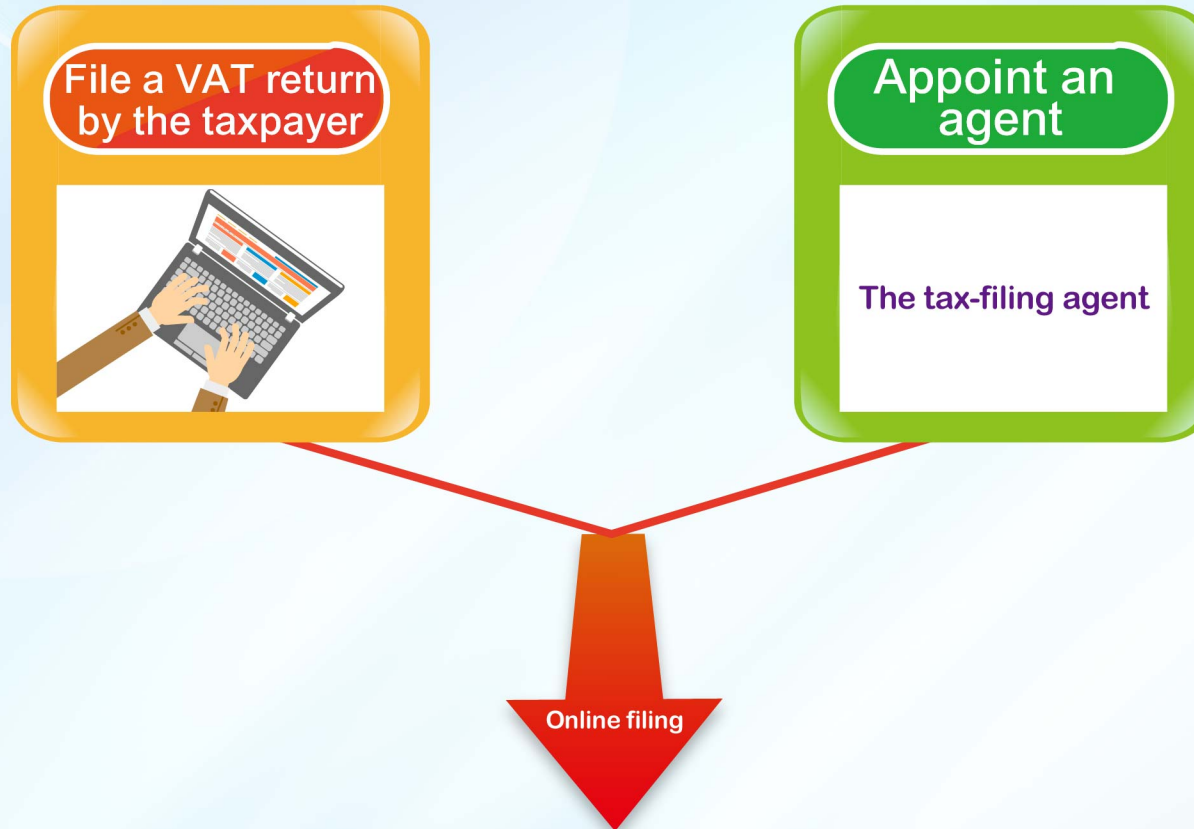 File a VAT return
by the taxpayer
Appoint an
agent
The tax-filing agent
Online filing